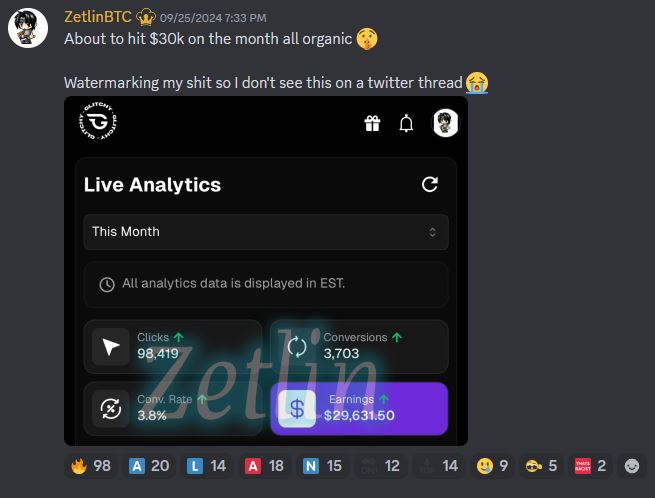 ZetlinBTC 09/25/2024 7:33 PM
About to hit $30k on the month all organic 🤫
Watermarking my shit so I don't see this on a twitter thread 😭
GLITCHY GLITCHY GLITCHY
Live Analytics
This Month
All analytics data is displayed in EST.
Clicks
98,419
Conversions
3,703
Zetlin
Conv. Rate
3.8%
Earnings
$
$29,631.50
🔥 98 A 20 L 14 A 18 N 15 12 14 🥲 9 5 THATS RACIST 2